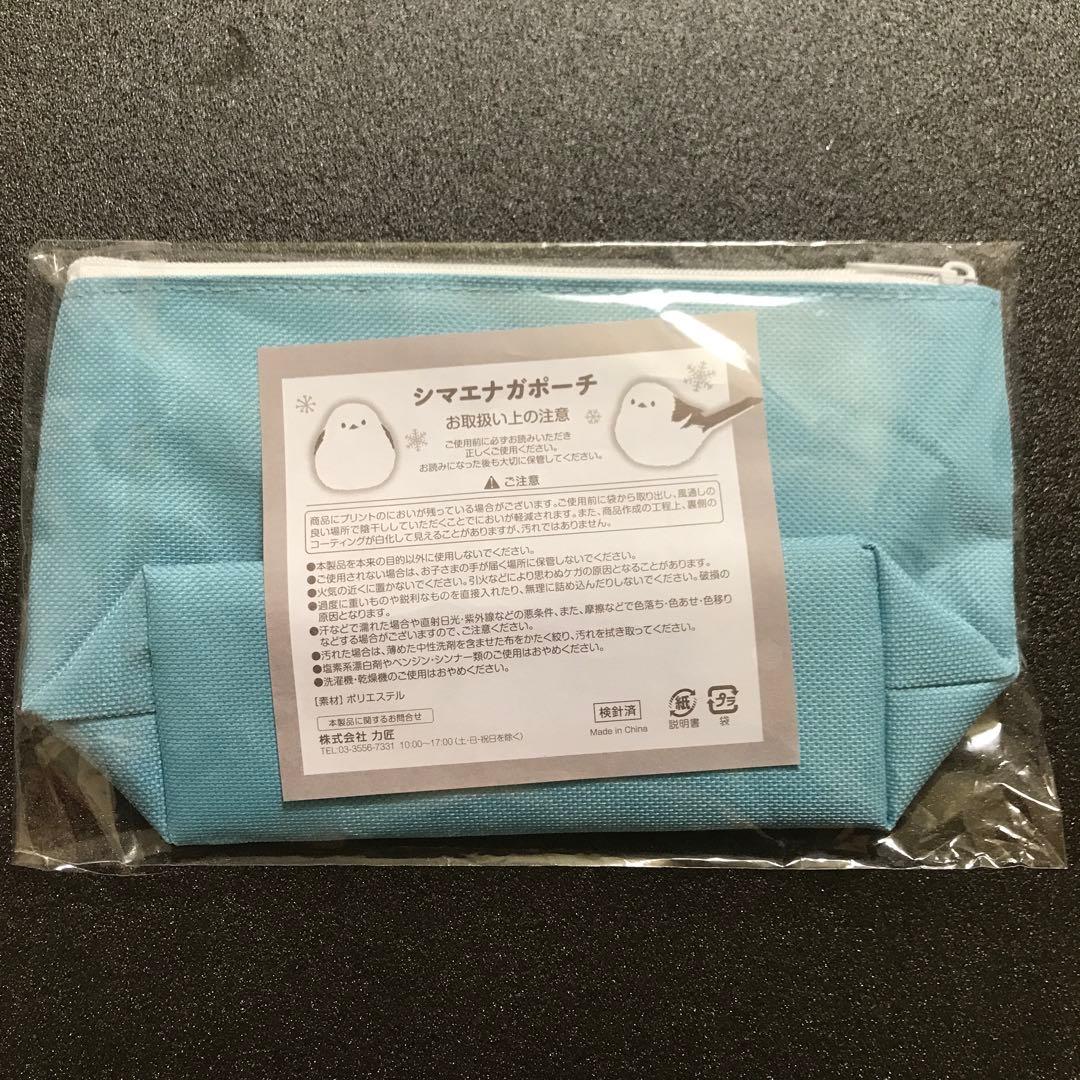 シマエナガポーチ
お取扱い上の注意
ご使用前に必ずお読みいただき
正しくご使用ください。
お読みになった後も大切に保管してください。
ご注意
商品にプリントのにおいが残っている場合がございます。ご使用前に袋から取り出し、風通しの
良い場所で陰干ししていただくことでにおいが軽減されます。また、商品作成の工程上、裏側の
コーティングが白化して見えることがありますが、汚れではありません。
●本製品を本来の目的以外に使用しないでください。
●ご使用されない場合は、お子さまの手が届く場所に保管しないでください。
●火気の近くに置かないでください。引火などにより思わぬケガの原因となることがあります。
●過度に重いものや鋭利なものを直接入れたり、無理に詰め込んだりしないでください。破損の
原因となります。
●汗などで濡れた場合や直射日光・紫外線などの悪条件、また、摩擦などで色落ち・色あせ・色移り
などする場合がございますので、ご注意ください。
●汚れた場合は、薄めた中性洗剤を含ませた布をかたく絞り、汚れを拭き取ってください。
●塩素系漂白剤やベンジン・シンナー類のご使用はおやめください。
●洗濯機・乾燥機のご使用はおやめください。
[素材] ポリエステル
本製品に関するお問合せ
株式会社 力匠
TEL:03-3556-7331 10:00〜17:00 (土・日・祝日を除く)
検針済
Made in China
紙
説明書
プラ
袋